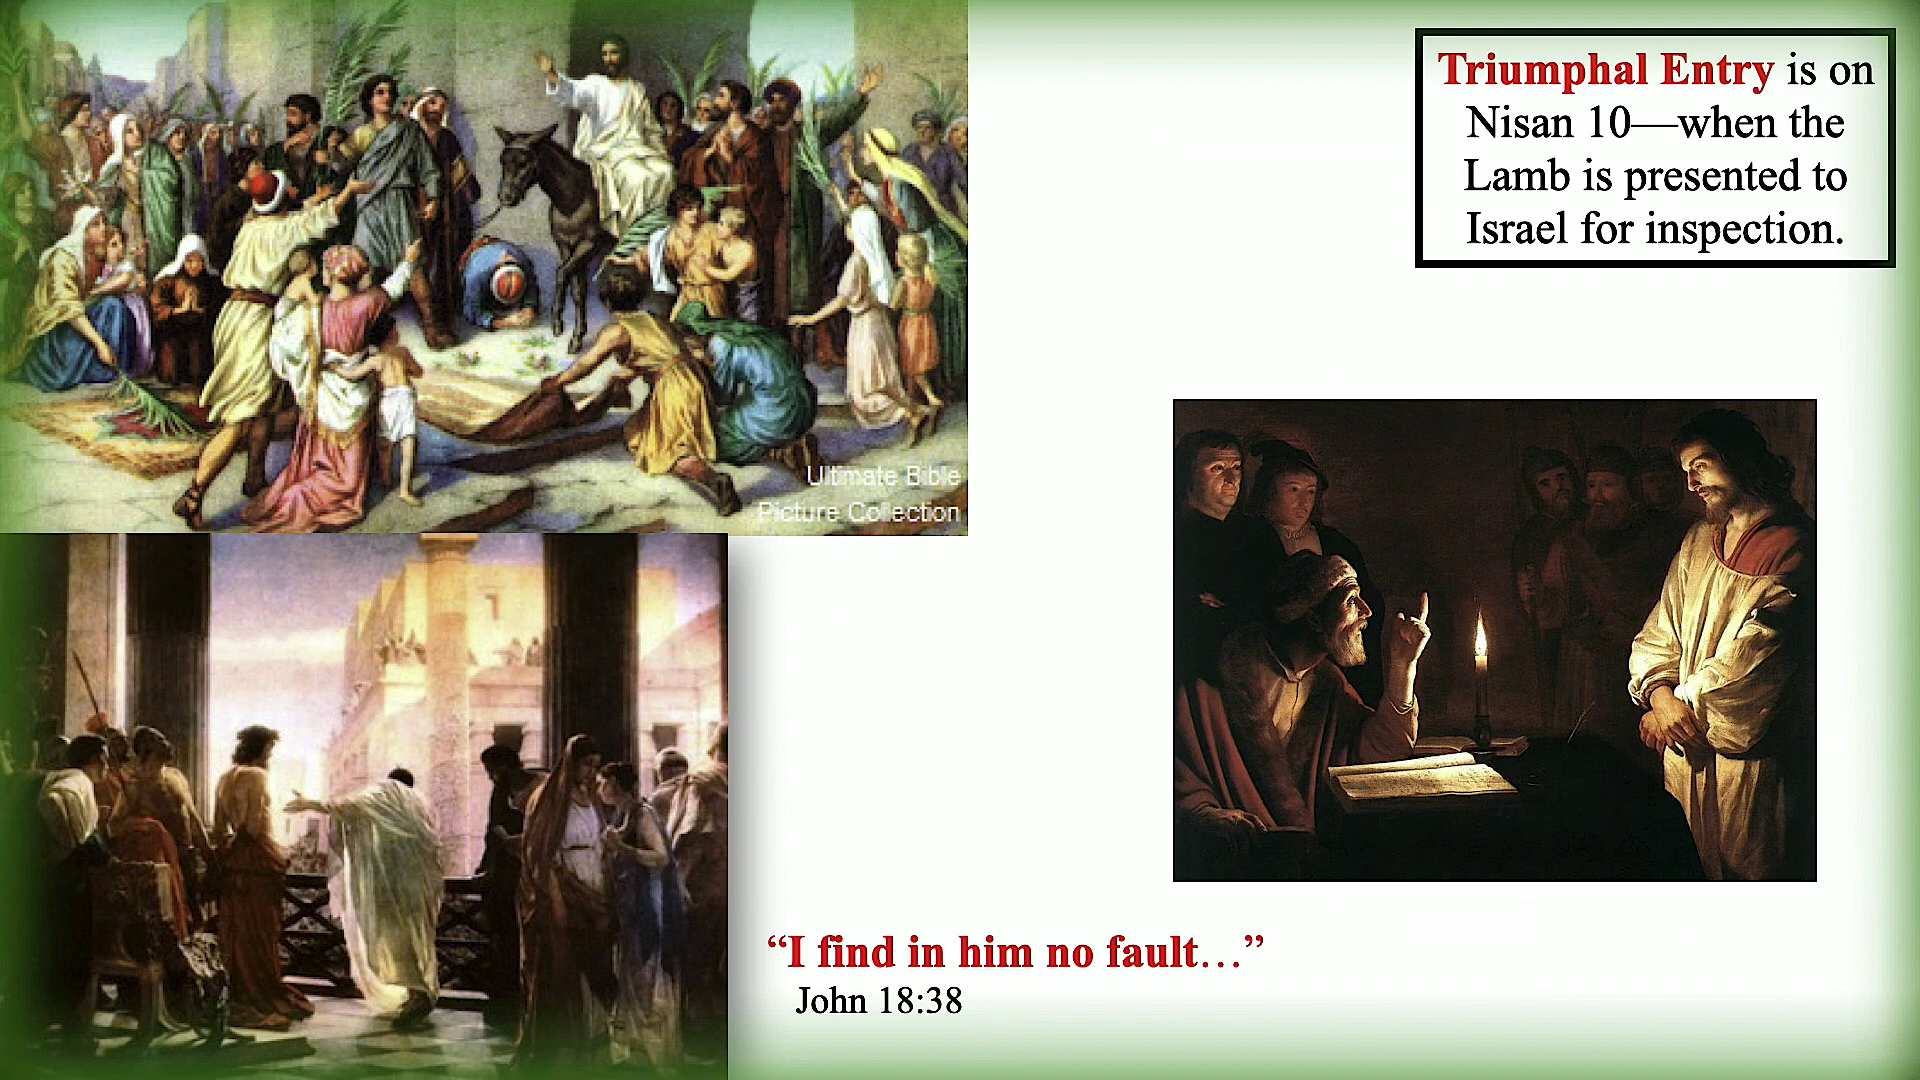 Triumphal Entry is on
Nisan 10—when the
Lamb is presented to
Israel for inspection.
Ultimate Bible
Picture Collection
“I find in him no fault…”
John 18:38